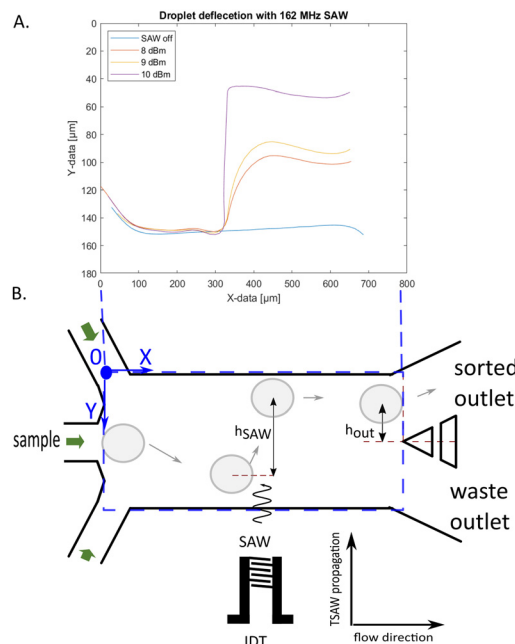 A.
Droplet deflecetion with 162 MHz SAW
SAW off
8 dBm
9 dBm
10 dBm
Y-data [µm]
0
20
40
60
80
100
120
140
160
180
0 100 200 300 400 500 600 700 800
X-data [µm]
B.
O X
Y
sample
hSAW
hout
sorted
outlet
waste
outlet
SAW
IDT
TSAW propagation
flow direction